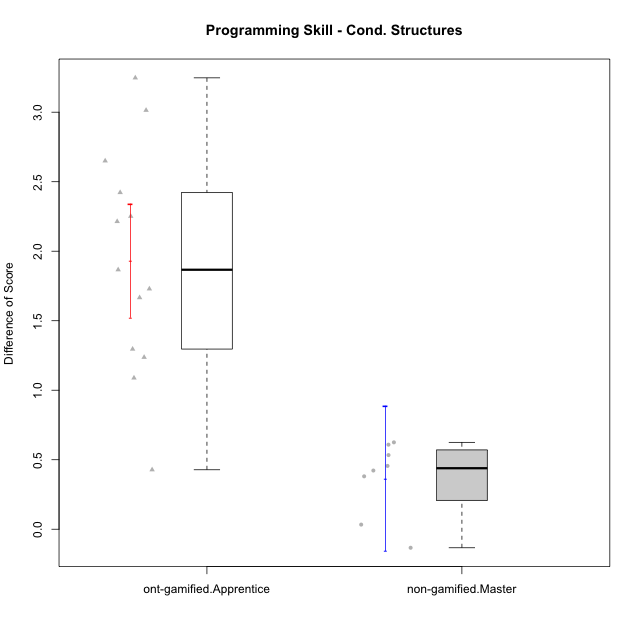 Programming Skill - Cond. Structures
Difference of Score
3.0
2.5
2.0
1.5
1.0
0.5
0.0
ont-gamified.Apprentice
non-gamified.Master